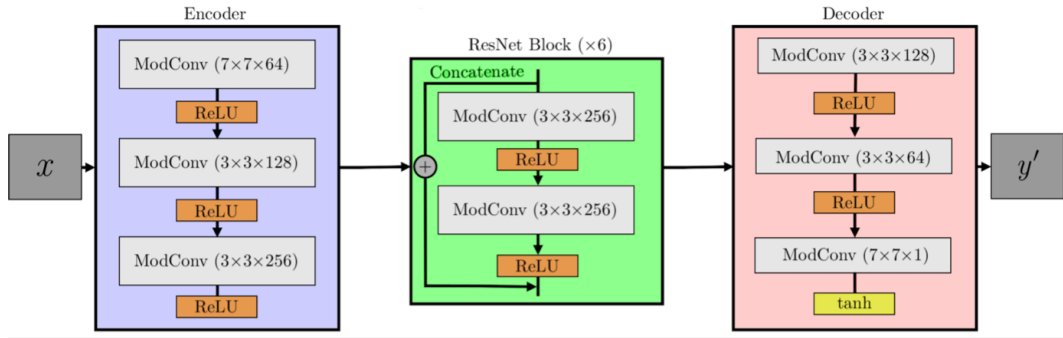 Encoder
ModConv (7×7×64)
ReLU
ModConv (3×3×128)
ReLU
ModConv (3×3×256)
ReLU
x
ResNet Block (×6)
Concatenate
ModConv (3×3×256)
ReLU
+
ModConv (3×3×256)
ReLU
Decoder
ModConv (3×3×128)
ReLU
ModConv (3×3×64)
ReLU
ModConv (7×7×1)
tanh
y′